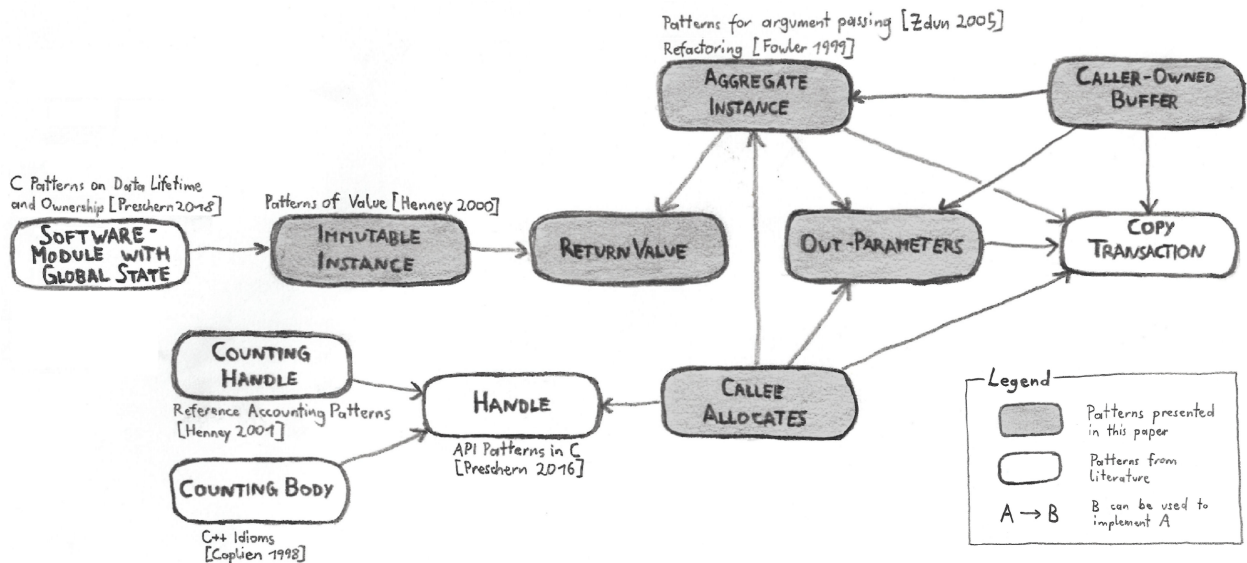 Patterns for argument passing [Zdun 2005]
Refactoring [Fowler 1999]
AGGREGATE
INSTANCE
CALLER-OWNED
BUFFER
C Patterns on Data Lifetime
and Ownership [Preschern 2018]
SOFTWARE-
MODULE WITH
GLOBAL STATE
Patterns of Value [Henney 2000]
IMMUTABLE
INSTANCE
RETURN VALUE
OUT-PARAMETERS
COPY
TRANSACTION
COUNTING
HANDLE
Reference Accounting Patterns
[Henney 2001]
HANDLE
API Patterns in C
[Preschern 2016]
CALLEE
ALLOCATES
COUNTING BODY
C++ Idioms
[Coplien 1998]
Legend
Patterns presented
in this paper
Patterns from
literature
A → B
B can be used to
implement A